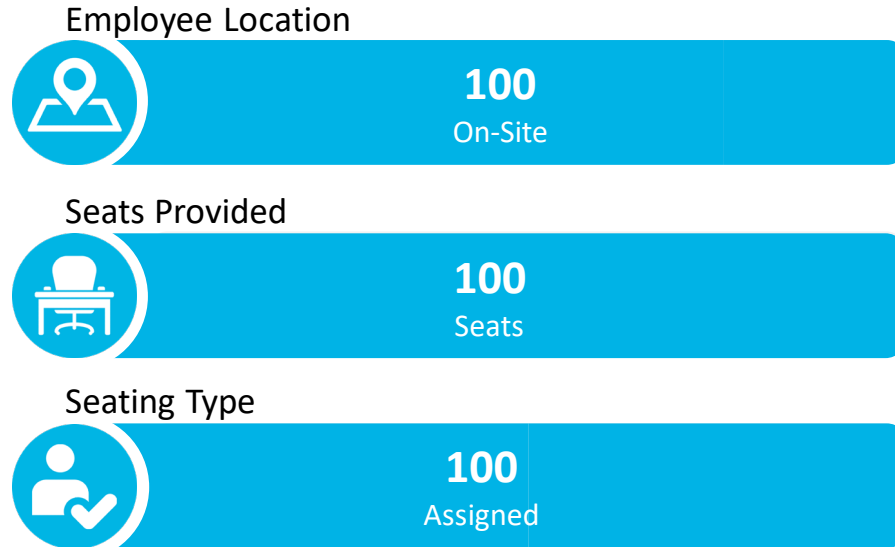 Employee Location
100
On-Site
Seats Provided
100
Seats
Seating Type
100
Assigned